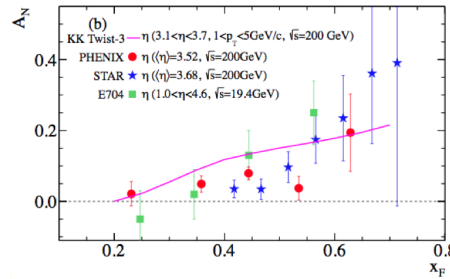 A_N
(b)
KK Twist-3 η (3.1<η<3.7, 1<p_T<5GeV/c, √s=200 GeV)
PHENIX η (⟨η⟩=3.52, √s=200GeV)
STAR η (⟨η⟩=3.68, √s=200GeV)
E704 η (1.0<η<4.6, √s=19.4GeV)
0.4
0.2
0.0
0.2 0.4 0.6 0.8
x_F